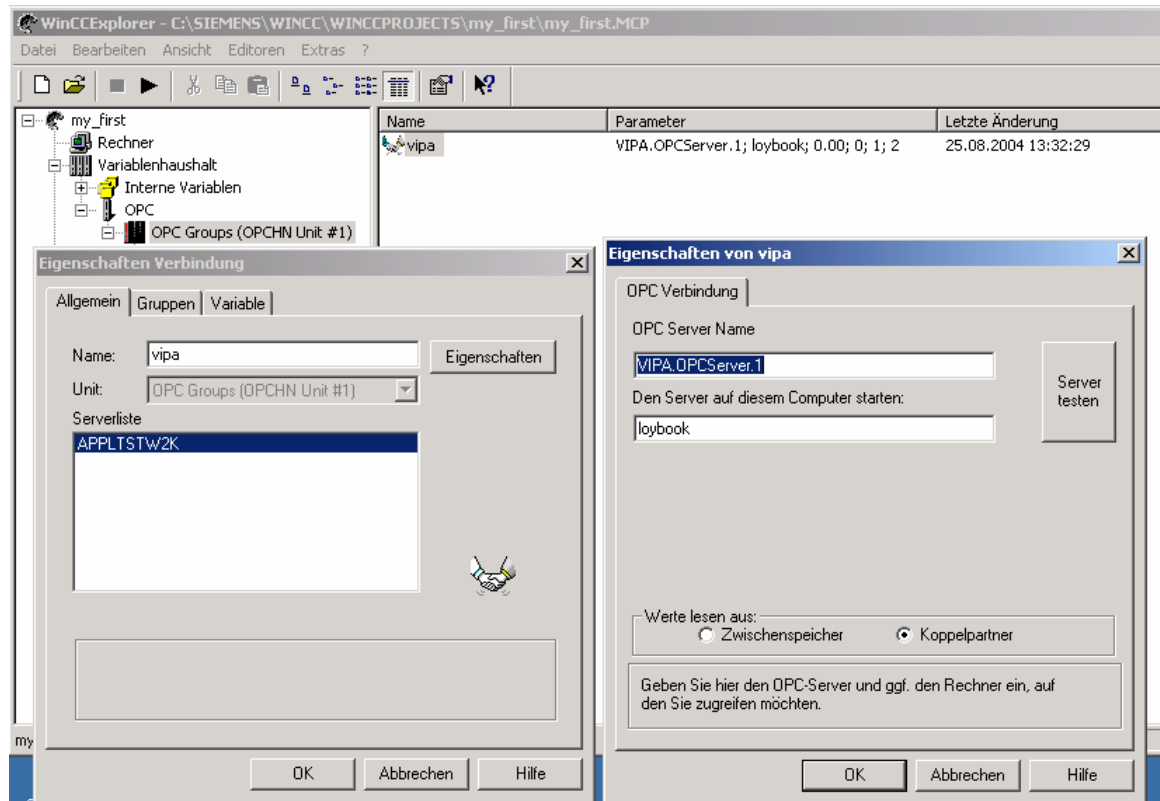 WinCCExplorer - C:\SIEMENS\WINCC\WINCCPROJECTS\my_first\my_first.MCP
Datei Bearbeiten Ansicht Editoren Extras ?
my_first
Rechner
Variablenhaushalt
Interne Variablen
OPC
OPC Groups (OPCHN Unit #1)
Name Parameter Letzte Änderung
vipa VIPA.OPCServer.1; loybook; 0.00; 0; 1; 2 25.08.2004 13:32:29
Eigenschaften Verbindung
Allgemein Gruppen Variable
Name: vipa Eigenschaften
Unit: OPC Groups (OPCHN Unit #1)
Serverliste
APPLTSTW2K
OK Abbrechen Hilfe
Eigenschaften von vipa
OPC Verbindung
OPC Server Name
VIPA.OPCServer.1
Den Server auf diesem Computer starten:
loybook
Server
testen
Werte lesen aus:
Zwischenspeicher Koppelpartner
Geben Sie hier den OPC-Server und ggf. den Rechner ein, auf
den Sie zugreifen möchten.
OK Abbrechen Hilfe
my